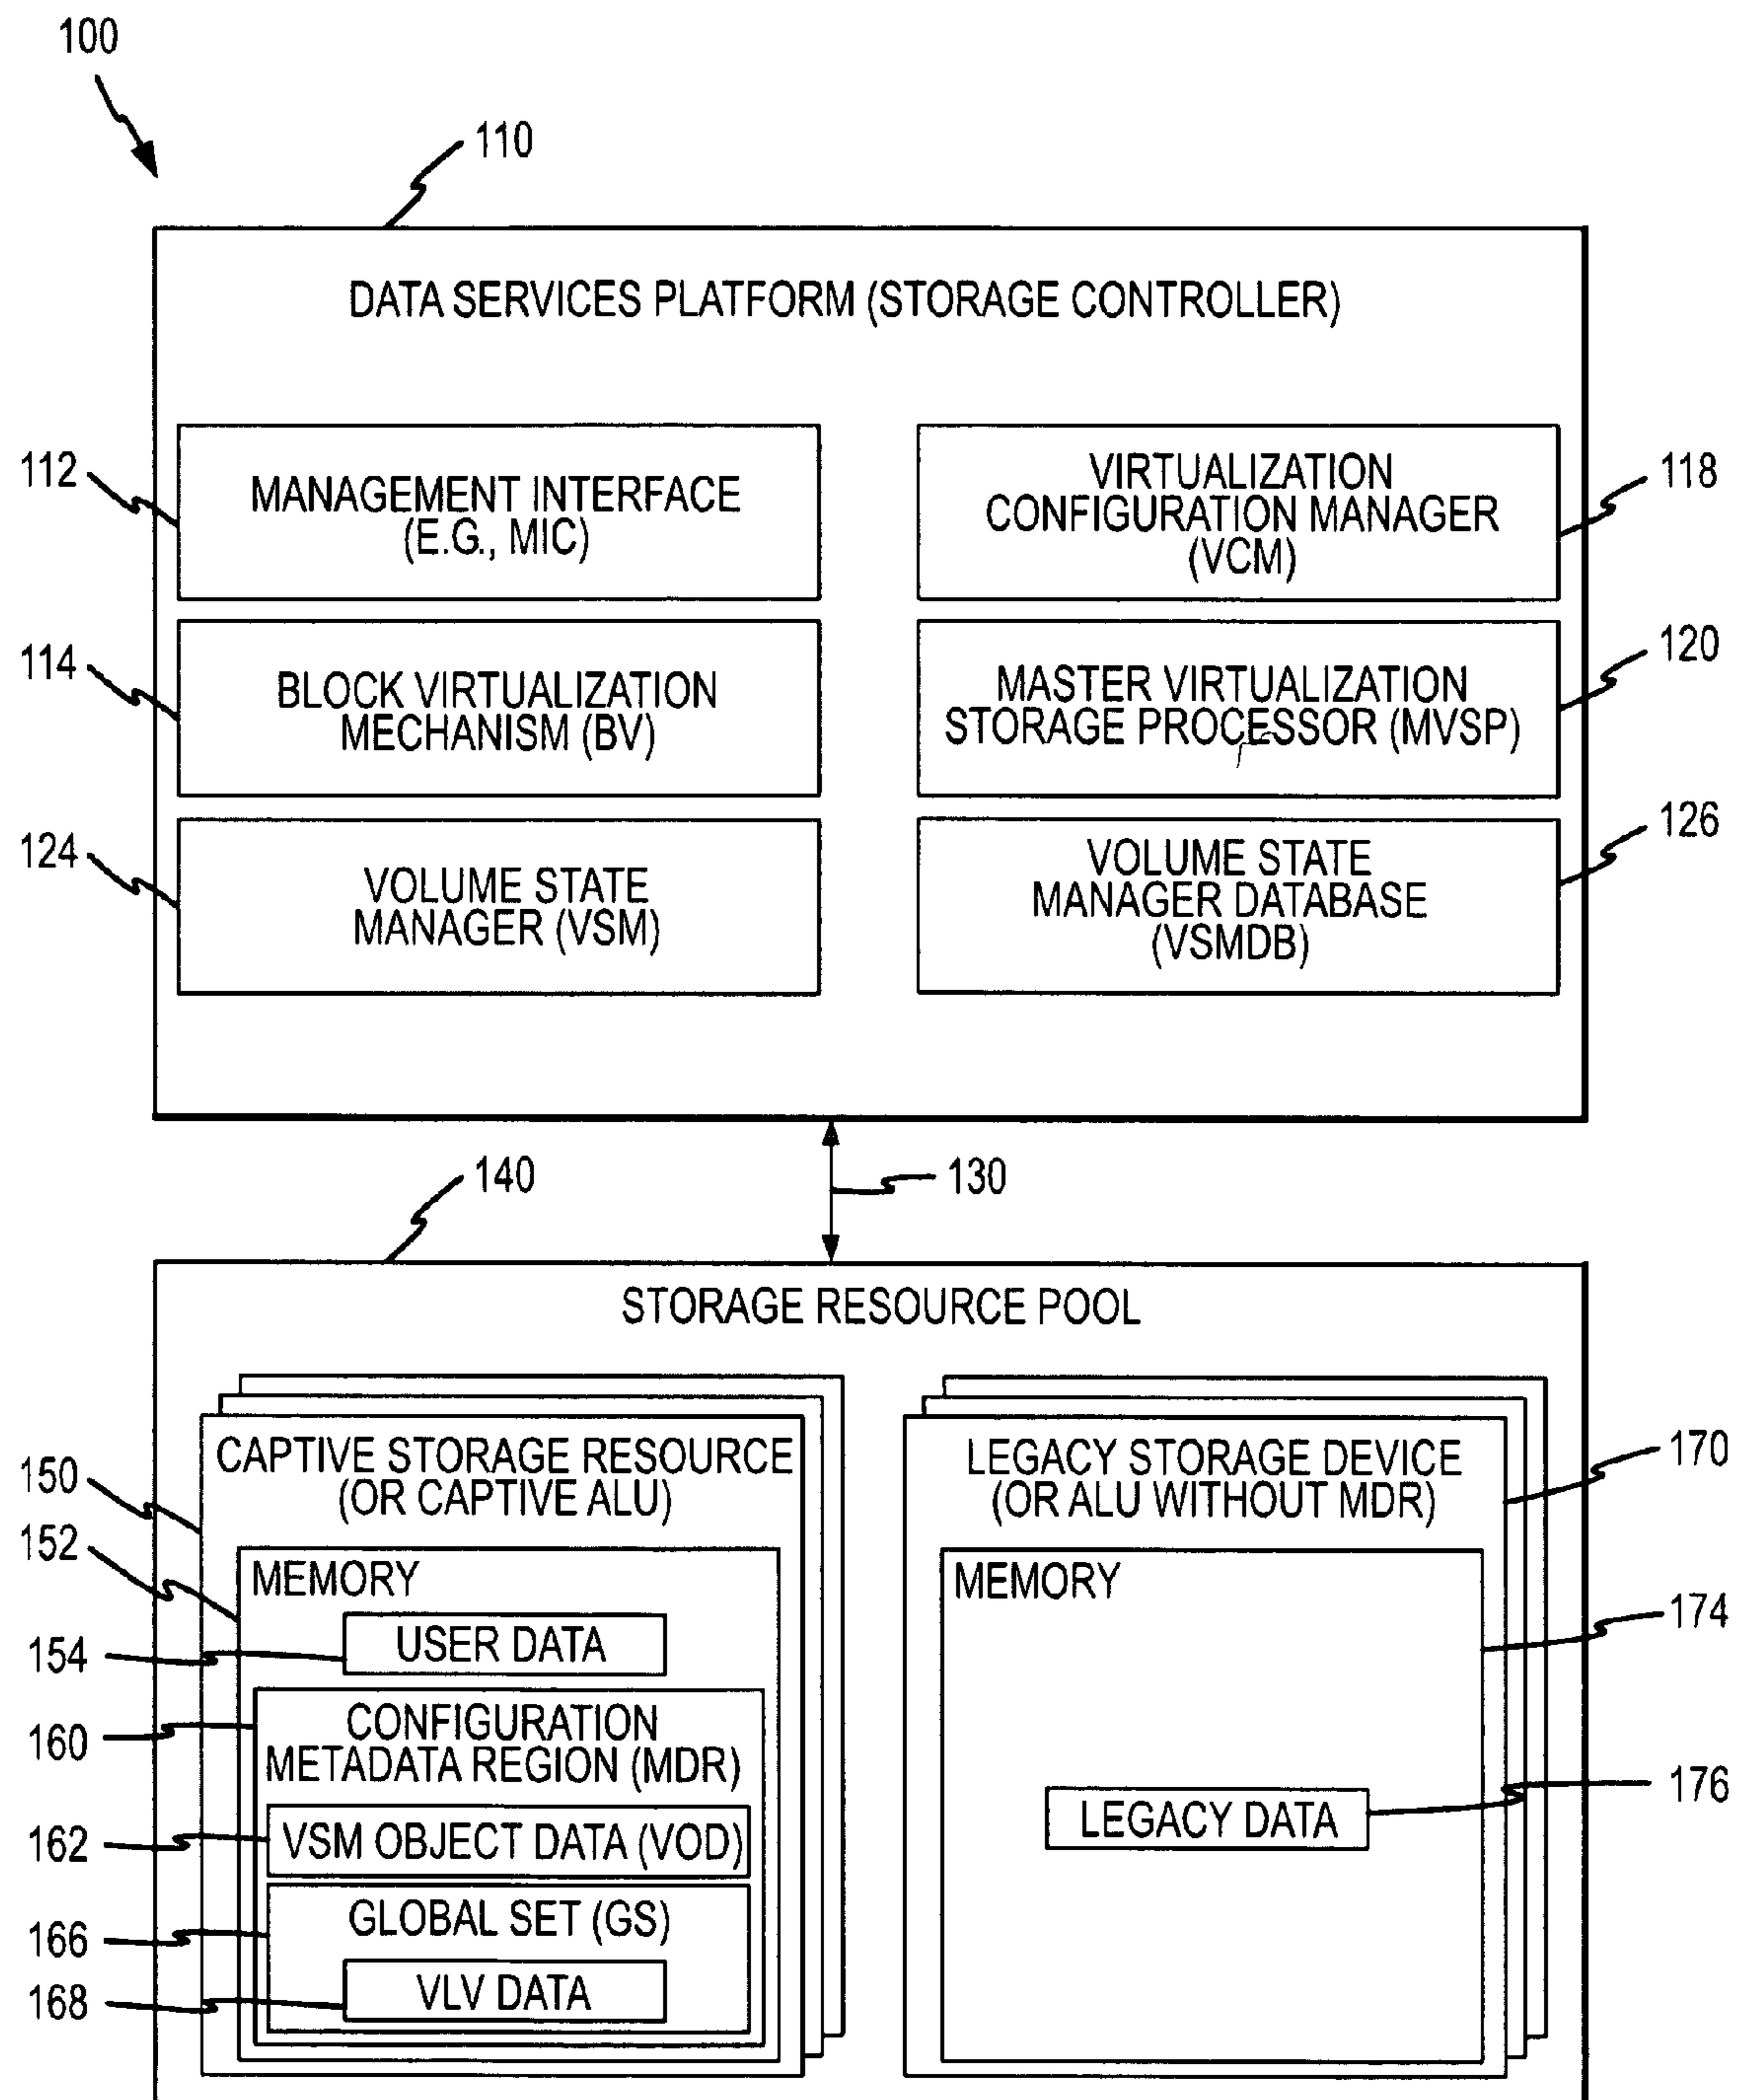 100
110
DATA SERVICES PLATFORM (STORAGE CONTROLLER)
112
MANAGEMENT INTERFACE
(E.G., MIC)
VIRTUALIZATION
CONFIGURATION MANAGER
(VCM)
118
114
BLOCK VIRTUALIZATION
MECHANISM (BV)
MASTER VIRTUALIZATION
STORAGE PROCESSOR (MVSP)
120
124
VOLUME STATE
MANAGER (VSM)
VOLUME STATE
MANAGER DATABASE
(VSMDB)
126
140
130
STORAGE RESOURCE POOL
150
CAPTIVE STORAGE RESOURCE
(OR CAPTIVE ALU)
152
MEMORY
154
USER DATA
160
CONFIGURATION
METADATA REGION (MDR)
162
VSM OBJECT DATA (VOD)
166
GLOBAL SET (GS)
168
VLV DATA
LEGACY STORAGE DEVICE
(OR ALU WITHOUT MDR)
170
MEMORY
174
LEGACY DATA
176